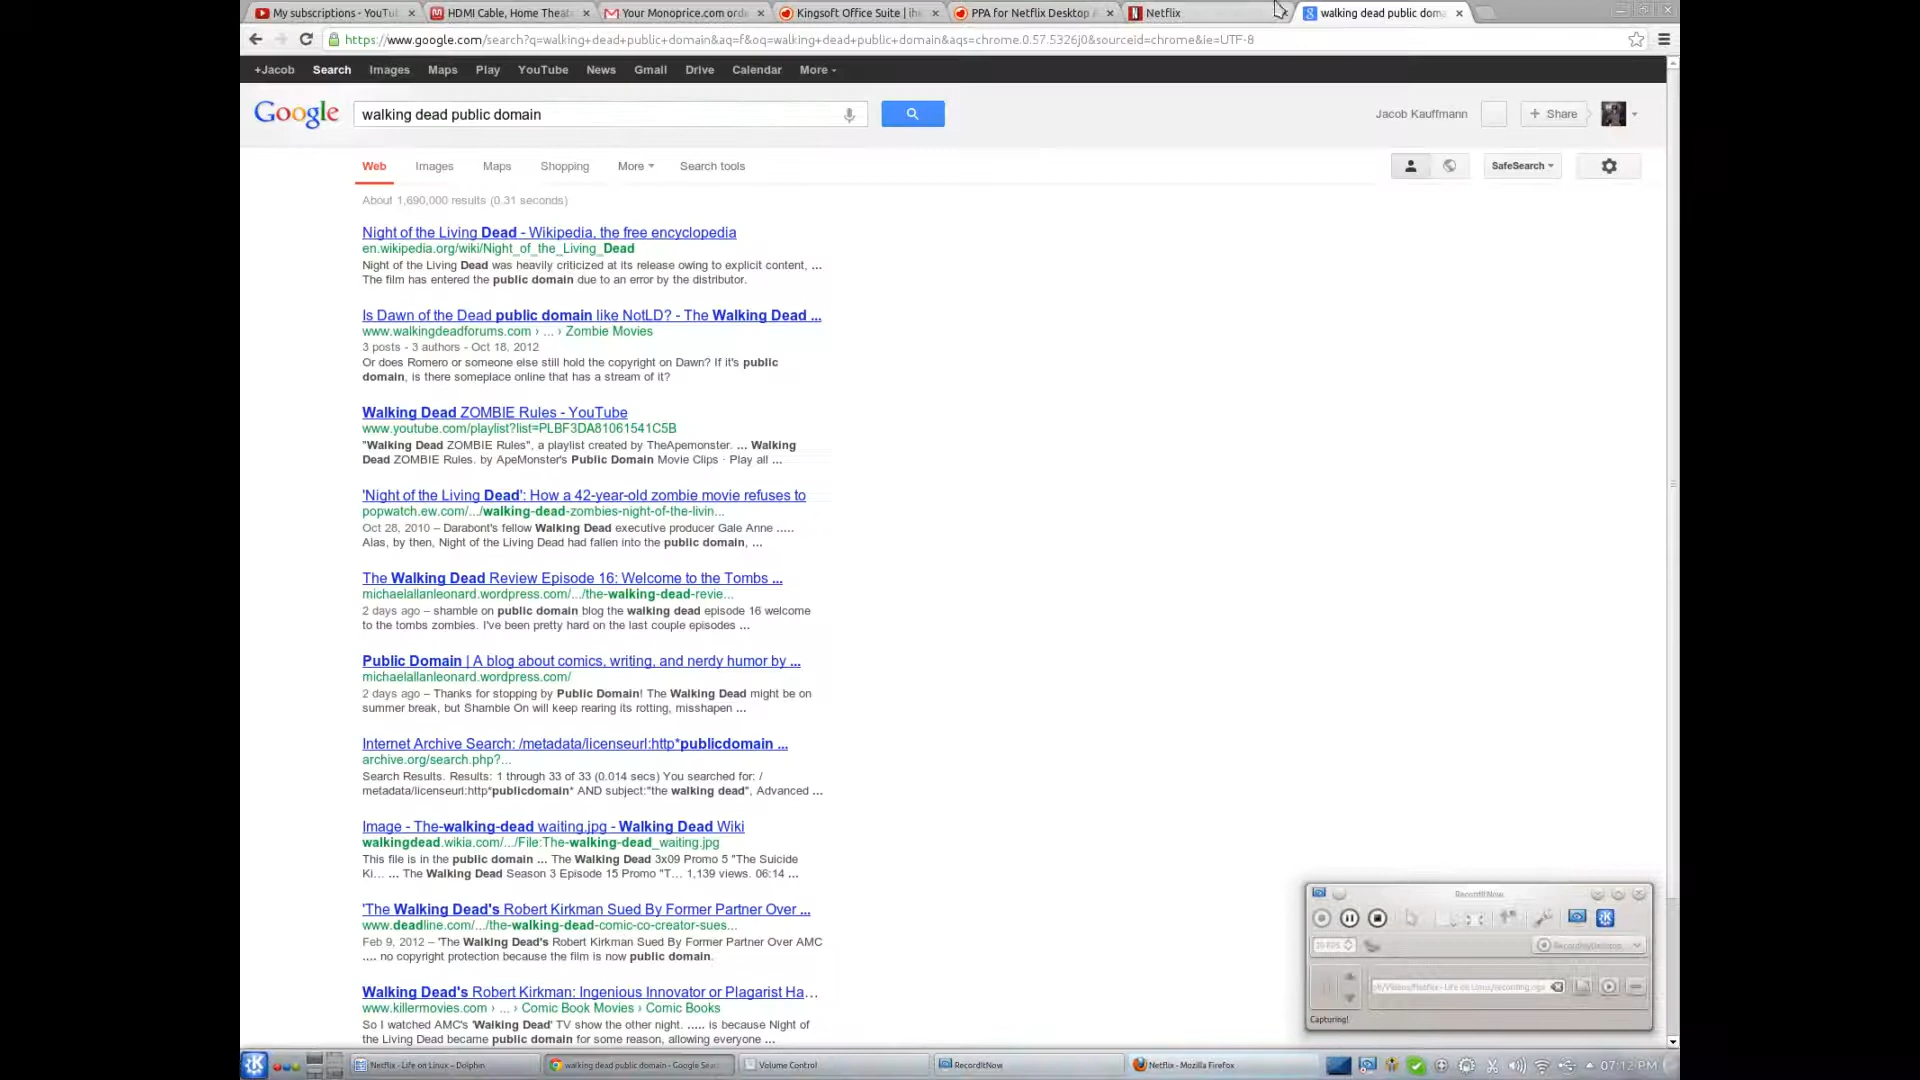 My subscriptions - YouTu
HDMI Cable, Home Theat
Your Monoprice.com ord
Kingsoft Office Suite | ih
PPA for Netflix Desktop
Netflix
walking dead public doma
https://www.google.com/search?q=walking+dead+public+domain&aq=f&oq=walking+dead+public+domain&aqs=chrome.0.57.5326j0&sourceid=chrome&ie=UTF-8
+Jacob Search Images Maps Play YouTube News Gmail Drive Calendar More
Google
walking dead public domain
Jacob Kauffmann
+ Share
Web Images Maps Shopping More Search tools
SafeSearch
About 1,690,000 results (0.31 seconds)
Night of the Living Dead - Wikipedia, the free encyclopedia
en.wikipedia.org/wiki/Night_of_the_Living_Dead
Night of the Living Dead was heavily criticized at its release owing to explicit content, ...
The film has entered the public domain due to an error by the distributor.
Is Dawn of the Dead public domain like NotLD? - The Walking Dead ...
www.walkingdeadforums.com › ... › Zombie Movies
3 posts - 3 authors - Oct 18, 2012
Or does Romero or someone else still hold the copyright on Dawn? If it's public
domain, is there someplace online that has a stream of it?
Walking Dead ZOMBIE Rules - YouTube
www.youtube.com/playlist?list=PLBF3DA81061541C5B
"Walking Dead ZOMBIE Rules", a playlist created by TheApemonster. ... Walking
Dead ZOMBIE Rules. by ApeMonster's Public Domain Movie Clips · Play all ...
'Night of the Living Dead': How a 42-year-old zombie movie refuses to
popwatch.ew.com/.../walking-dead-zombies-night-of-the-livin...
Oct 28, 2010 – Darabont's fellow Walking Dead executive producer Gale Anne .....
Alas, by then, Night of the Living Dead had fallen into the public domain, ...
The Walking Dead Review Episode 16: Welcome to the Tombs ...
michaelallanleonard.wordpress.com/.../the-walking-dead-revie...
2 days ago – shamble on public domain blog the walking dead episode 16 welcome
to the tombs zombies. I've been pretty hard on the last couple episodes ...
Public Domain | A blog about comics, writing, and nerdy humor by ...
michaelallanleonard.wordpress.com/
2 days ago – Thanks for stopping by Public Domain! The Walking Dead might be on
summer break, but Shamble On will keep rearing its rotting, misshapen ...
Internet Archive Search: /metadata/licenseurl:http*publicdomain ...
archive.org/search.php?...
Search Results. Results: 1 through 33 of 33 (0.014 secs) You searched for: /
metadata/licenseurl:http*publicdomain* AND subject:"the walking dead", Advanced ...
Image - The-walking-dead waiting.jpg - Walking Dead Wiki
walkingdead.wikia.com/.../File:The-walking-dead_waiting.jpg
This file is in the public domain ... The Walking Dead 3x09 Promo 5 "The Suicide
Ki... ... The Walking Dead Season 3 Episode 15 Promo "T... 1,139 views. 06:14 ...
'The Walking Dead's Robert Kirkman Sued By Former Partner Over ...
www.deadline.com/.../the-walking-dead-comic-co-creator-sues...
Feb 9, 2012 – 'The Walking Dead's Robert Kirkman Sued By Former Partner Over AMC
.... no copyright protection because the film is now public domain.
Walking Dead's Robert Kirkman: Ingenious Innovator or Plagarist Ha...
www.killermovies.com › ... › Comic Book Movies › Comic Books
So I watched AMC's 'Walking Dead' TV show the other night. ..... is because Night of
the Living Dead became public domain for some reason, allowing everyone ...
RecordItNow
RecordMyDesktop
/Videos/Netflix - Life on Linux/recording.ogv
Capturing!
Netflix - Life on Linux – Dolphin
walking dead public domain - Google Sea
Volume Control
RecordItNow
Netflix - Mozilla Firefox
07:12 PM